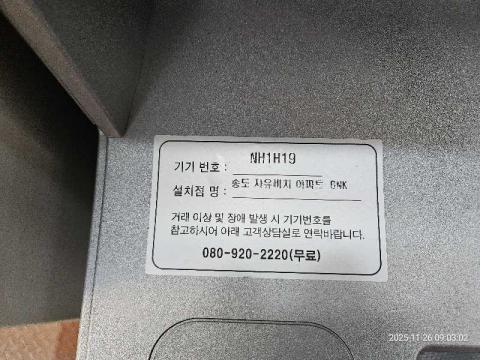 기기 번호 : NH1H19
설치점 명 : 송도 자유비치 아파트 BNK
거래 이상 및 장애 발생 시 기기번호를
참고하시어 아래 고객상담실로 연락바랍니다.
080-920-2220(무료)
2025-11-26 09:03:02